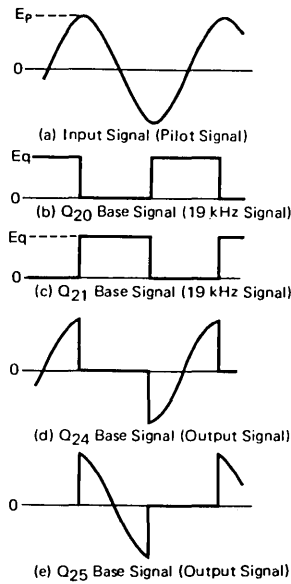 Ep
0
(a) Input Signal (Pilot Signal)
Eq
0
(b) Q20 Base Signal (19 kHz Signal)
Eq
0
(c) Q21 Base Signal (19 kHz Signal)
0
(d) Q24 Base Signal (Output Signal)
0
(e) Q25 Base Signal (Output Signal)